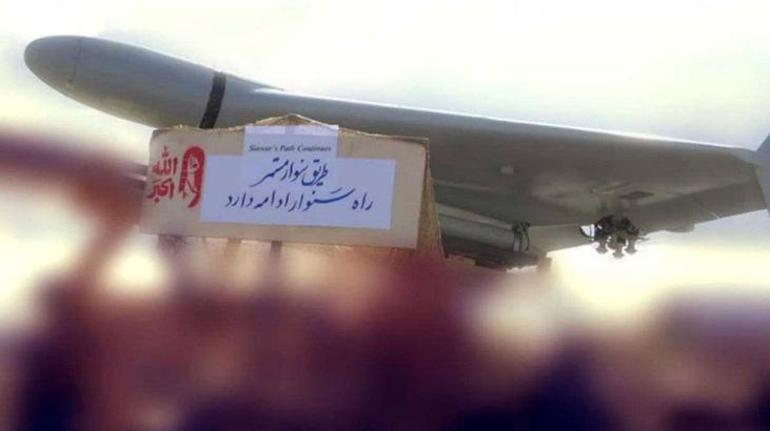 الله
اکبر
Sinwar's Path Continues
طریق سنوار مستمر
راه سنوار ادامه دارد